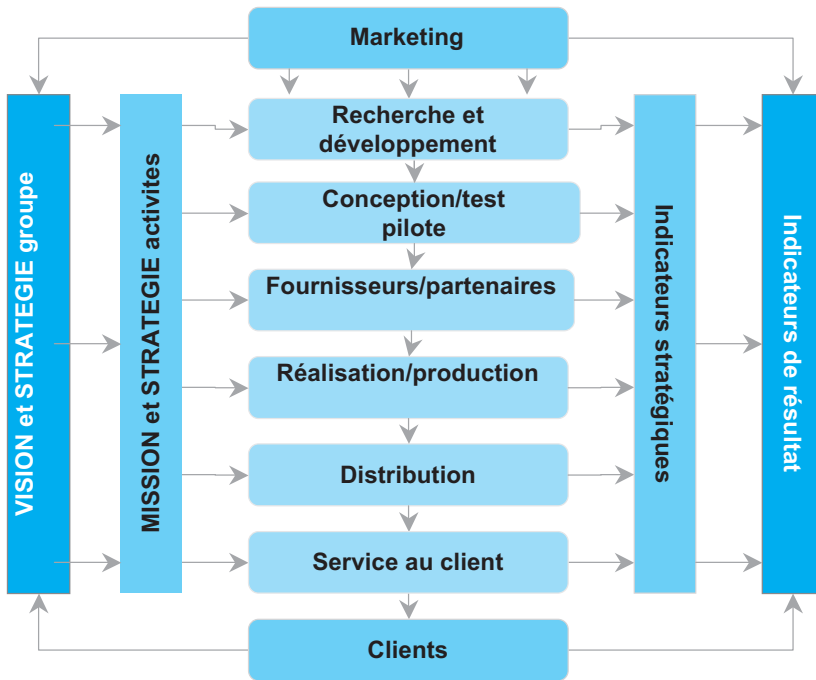 Marketing
VISION et STRATEGIE groupe
MISSION et STRATEGIE activites
Recherche et
développement
Conception/test
pilote
Fournisseurs/partenaires
Réalisation/production
Distribution
Service au client
Indicateurs stratégiques
Indicateurs de résultat
Clients